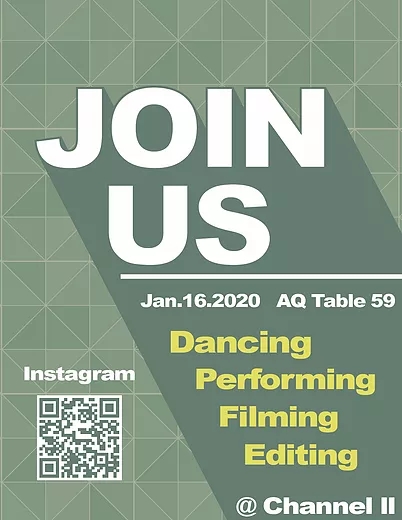 JOIN
US
Jan.16.2020 AQ Table 59
Dancing
Performing
Filming
Editing
Instagram
@ Channel II